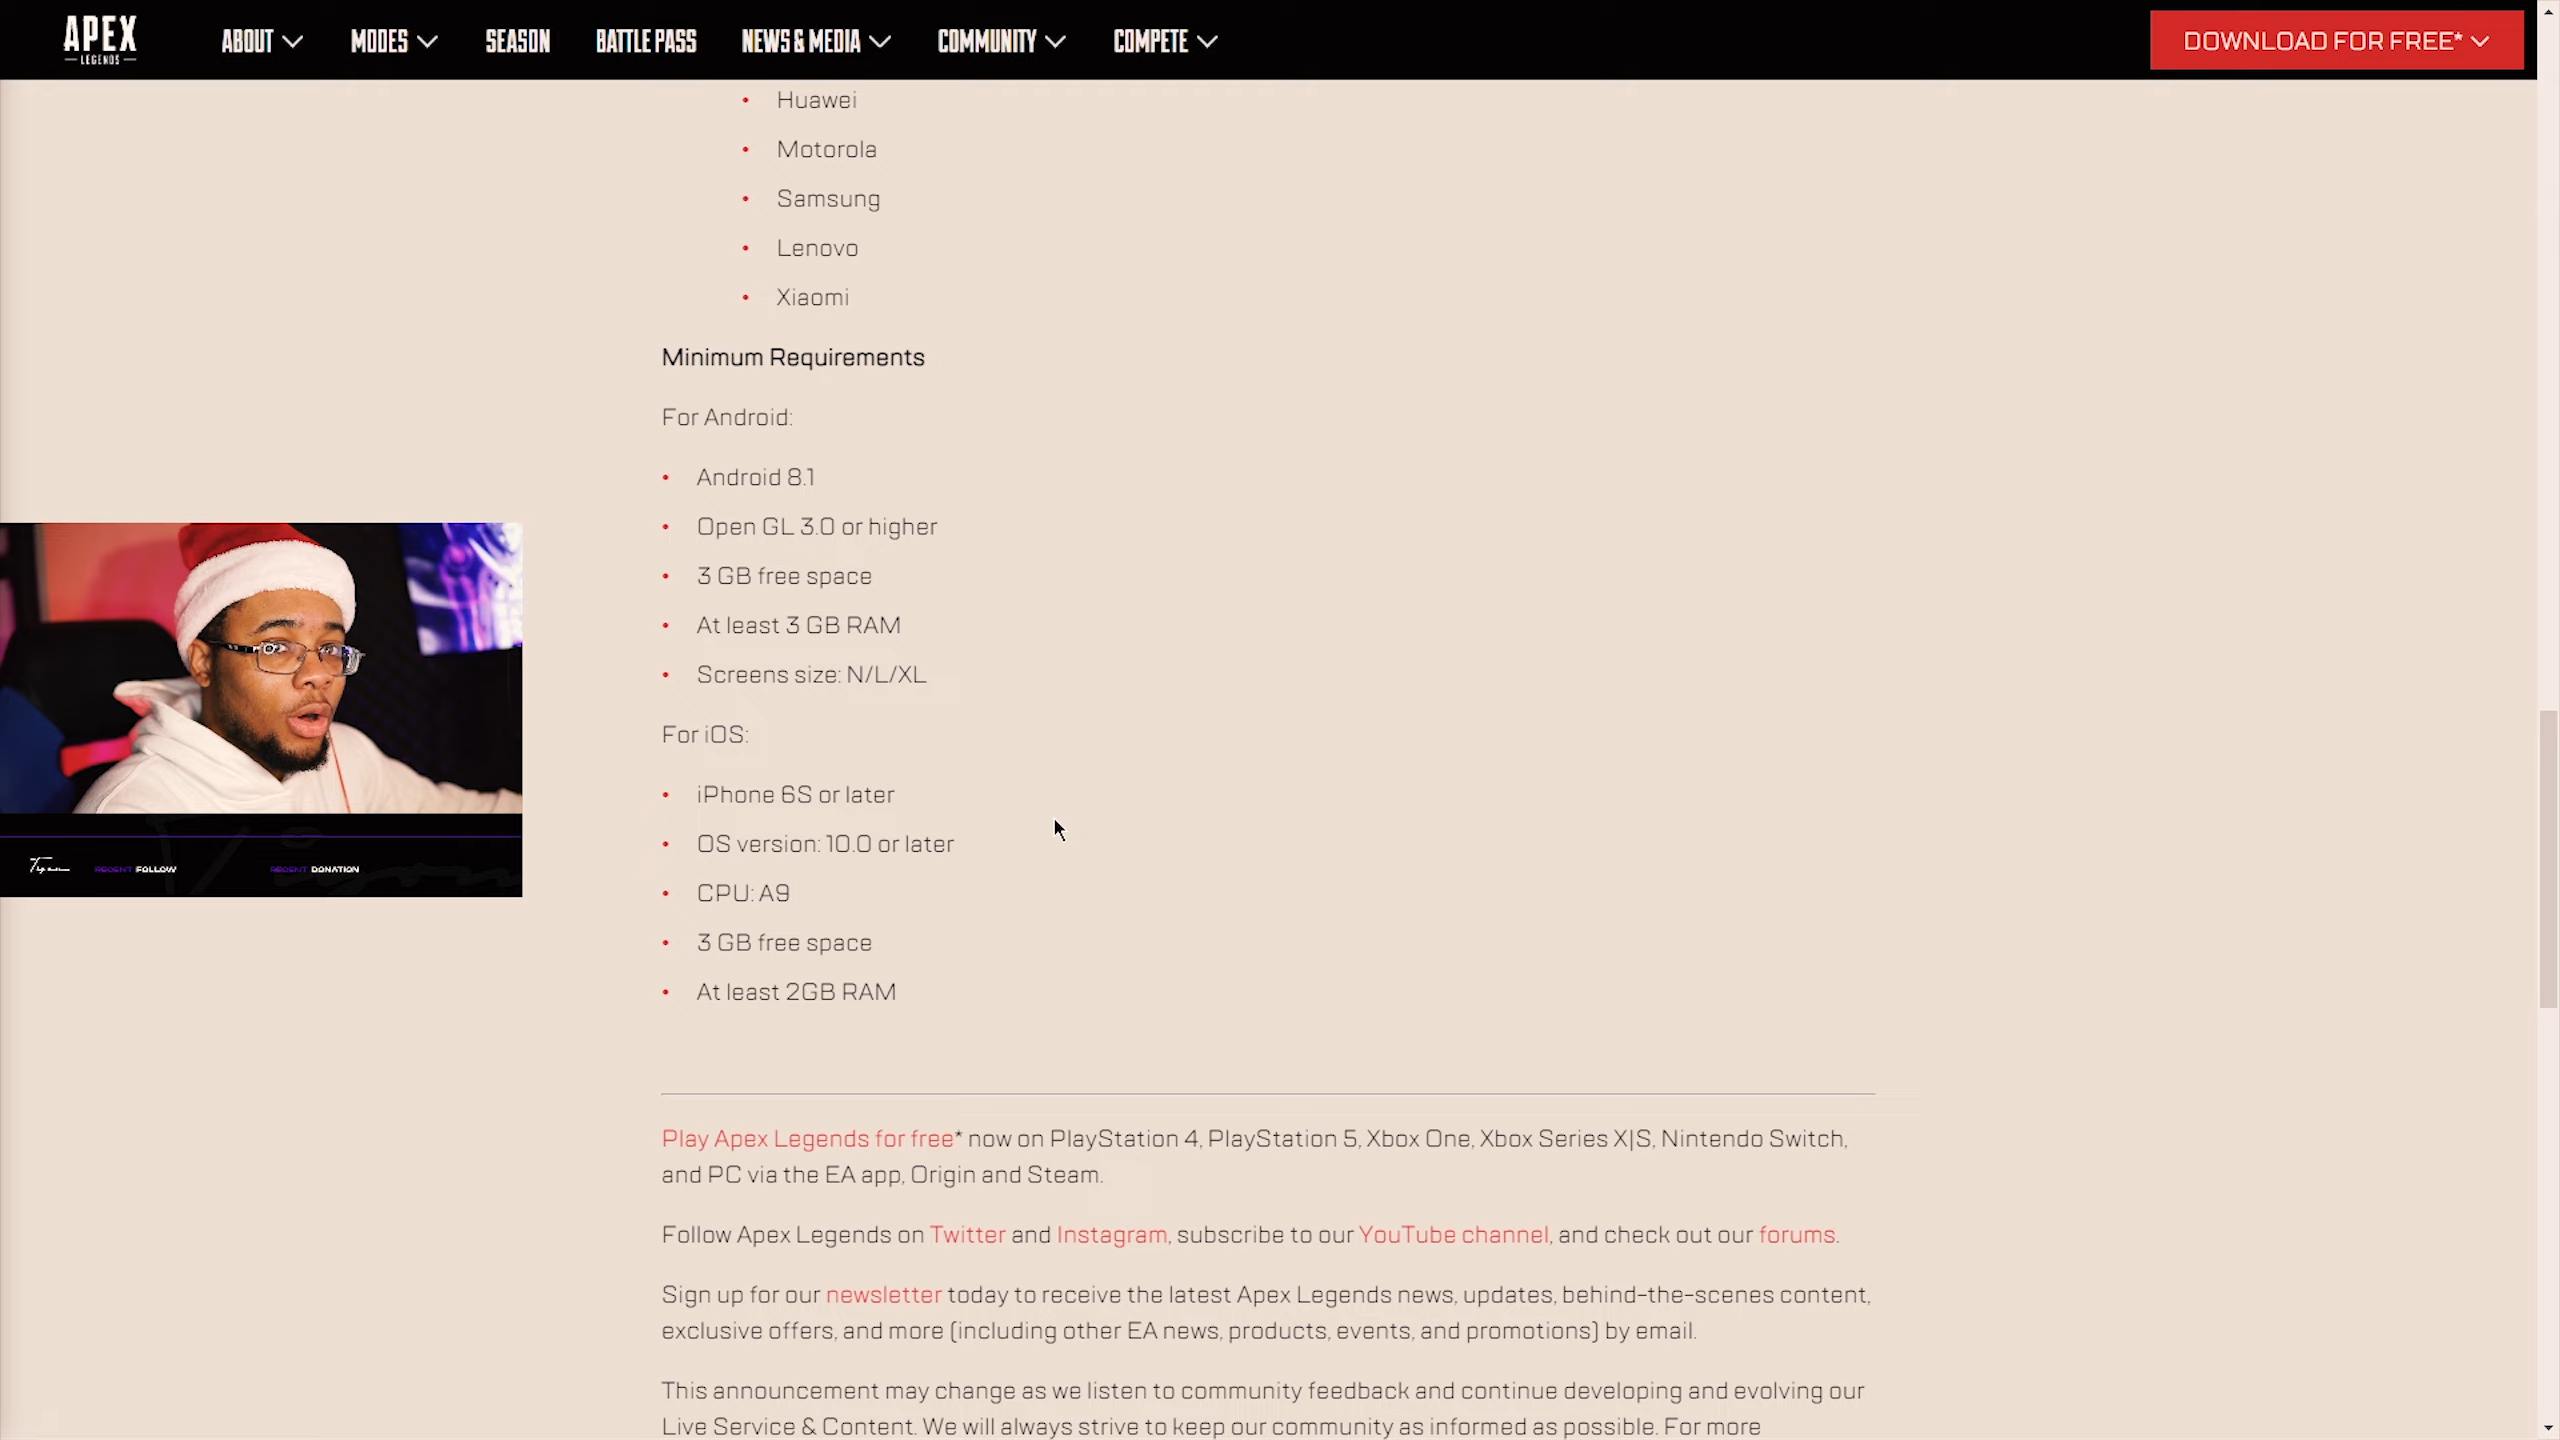 APEX
LEGENDS
ABOUT
MODES
SEASON
BATTLE PASS
NEWS & MEDIA
COMMUNITY
COMPETE
DOWNLOAD FOR FREE*
• Huawei
• Motorola
• Samsung
• Lenovo
• Xiaomi
Minimum Requirements
For Android:
• Android 8.1
• Open GL 3.0 or higher
• 3 GB free space
• At least 3 GB RAM
• Screens size: N/L/XL
For iOS:
• iPhone 6S or later
• OS version: 10.0 or later
• CPU: A9
• 3 GB free space
• At least 2GB RAM
RECENT FOLLOW
RECENT DONATION
Play Apex Legends for free* now on PlayStation 4, PlayStation 5, Xbox One, Xbox Series X|S, Nintendo Switch,
and PC via the EA app, Origin and Steam.
Follow Apex Legends on Twitter and Instagram, subscribe to our YouTube channel, and check out our forums.
Sign up for our newsletter today to receive the latest Apex Legends news, updates, behind-the-scenes content,
exclusive offers, and more (including other EA news, products, events, and promotions) by email.
This announcement may change as we listen to community feedback and continue developing and evolving our
Live Service & Content. We will always strive to keep our community as informed as possible. For more